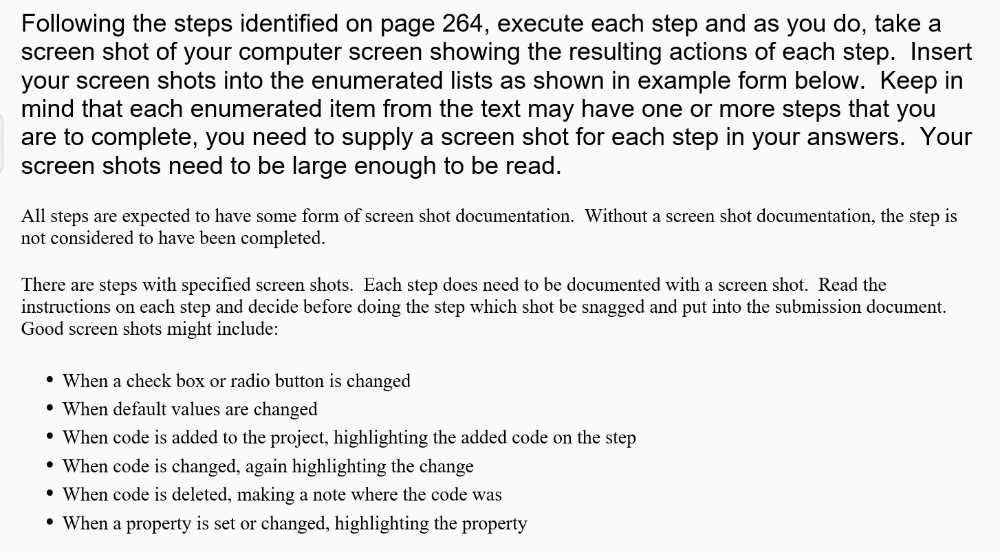 Following the steps identified on page 264, execute each step and as you do, take a
screen shot of your computer screen showing the resulting actions of each step.  Insert
your screen shots into the enumerated lists as shown in example form below.  Keep in
mind that each enumerated item from the text may have one or more steps that you
are to complete, you need to supply a screen shot for each step in your answers.  Your
screen shots need to be large enough to be read.
All steps are expected to have some form of screen shot documentation.  Without a screen shot documentation, the step is
not considered to have been completed.
There are steps with specified screen shots.  Each step does need to be documented with a screen shot.  Read the
instructions on each step and decide before doing the step which shot be snagged and put into the submission document.
Good screen shots might include:
• When a check box or radio button is changed
• When default values are changed
• When code is added to the project, highlighting the added code on the step
• When code is changed, again highlighting the change
• When code is deleted, making a note where the code was
• When a property is set or changed, highlighting the property